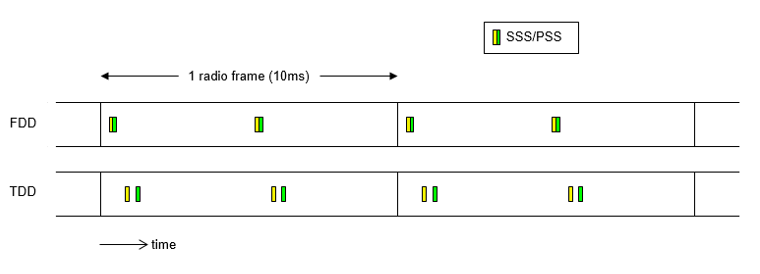 SSS/PSS
1 radio frame (10ms)
FDD
TDD
time